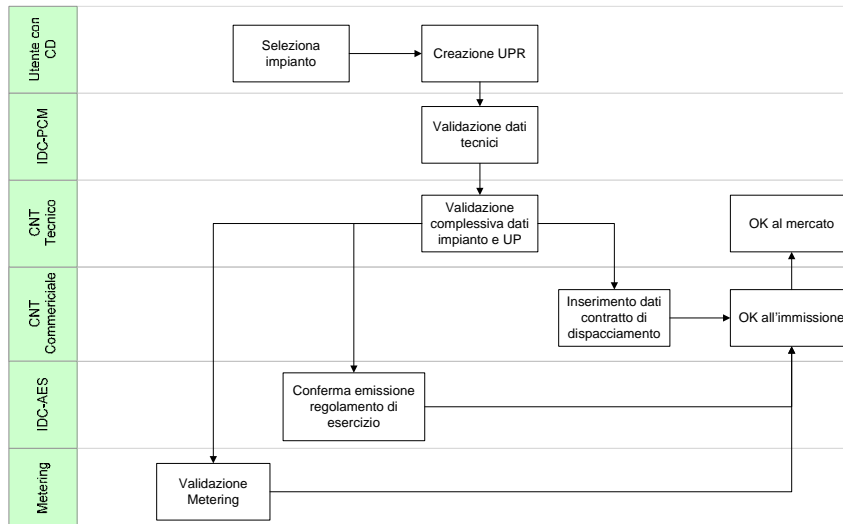 Utente con
CD
Seleziona
impianto
Creazione UPR
IDC-PCM
Validazione dati
tecnici
CNT
Tecnico
Validazione
complessiva dati
impianto e UP
OK al mercato
CNT
Commericiale
Inserimento dati
contratto di
dispacciamento
OK all'immissione
IDC-AES
Conferma emissione
regolamento di
esercizio
Metering
Validazione
Metering